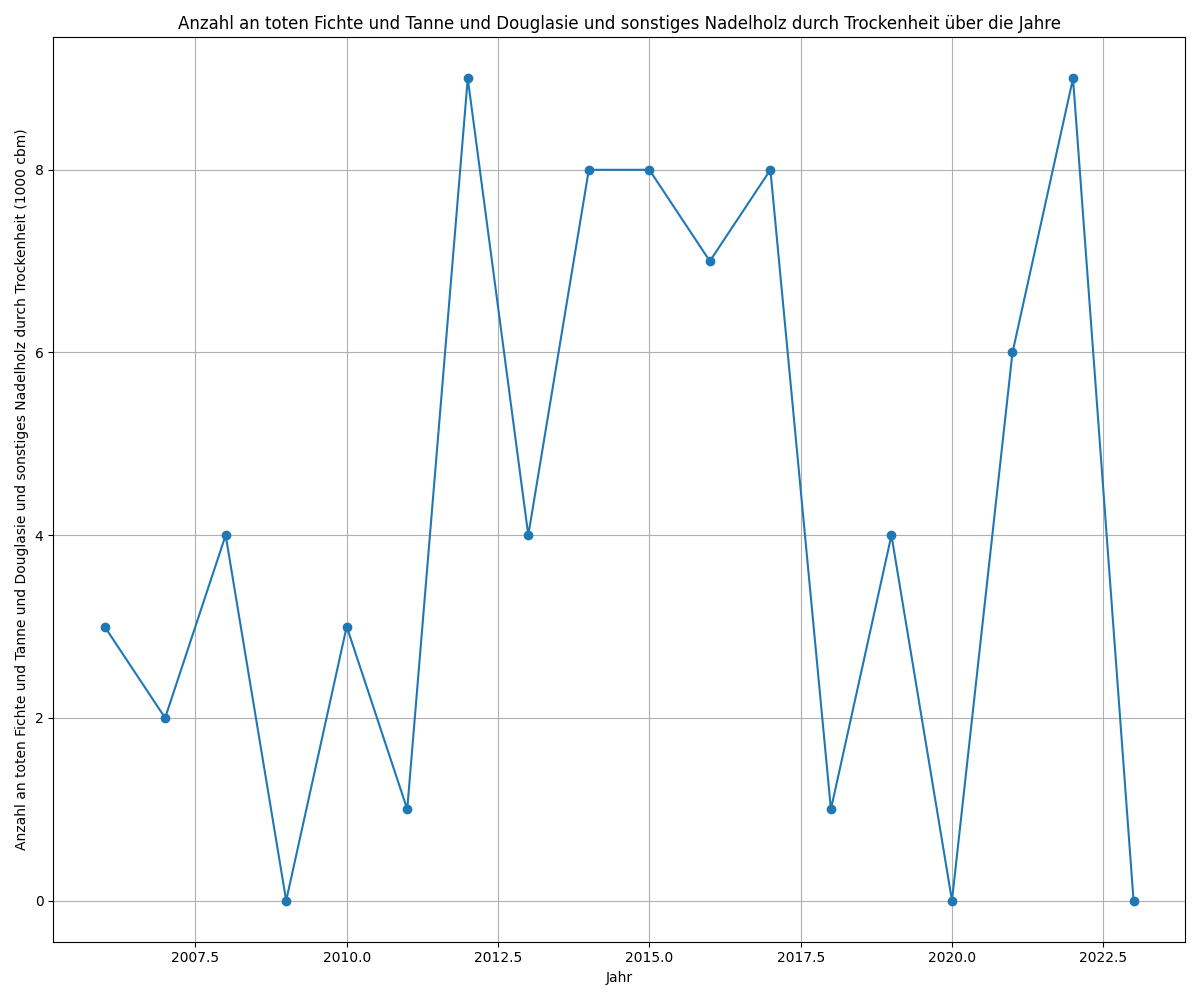 Anzahl an toten Fichte und Tanne und Douglasie und sonstiges Nadelholz durch Trockenheit über die Jahre
Anzahl an toten Fichte und Tanne und Douglasie und sonstiges Nadelholz durch Trockenheit (1000 cbm)
8
6
4
2
0
2007.5 2010.0 2012.5 2015.0 2017.5 2020.0 2022.5
Jahr